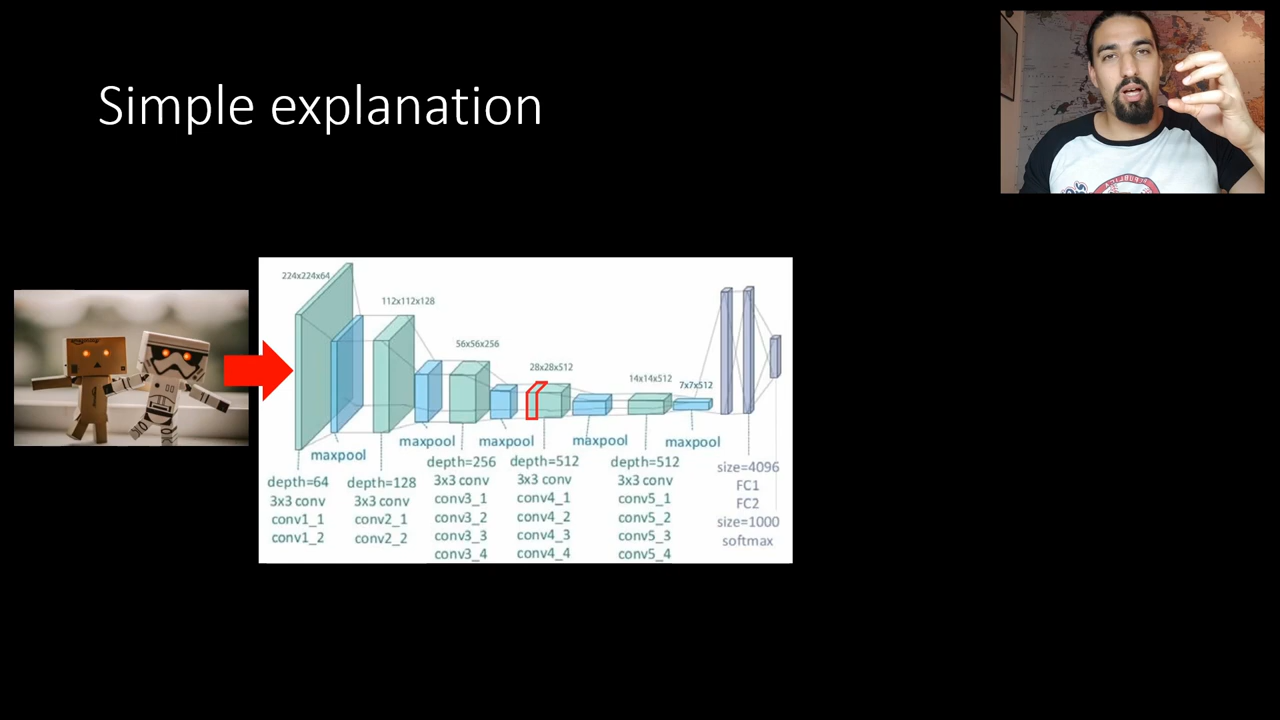 Simple explanation
224x224x64
112x112x128
56x56x256
28x28x512
14x14x512
7x7x512
maxpool
maxpool
maxpool
maxpool
maxpool
depth=64
3x3 conv
conv1_1
conv1_2
depth=128
3x3 conv
conv2_1
conv2_2
depth=256
3x3 conv
conv3_1
conv3_2
conv3_3
conv3_4
depth=512
3x3 conv
conv4_1
conv4_2
conv4_3
conv4_4
depth=512
3x3 conv
conv5_1
conv5_2
conv5_3
conv5_4
size=4096
FC1
FC2
size=1000
softmax